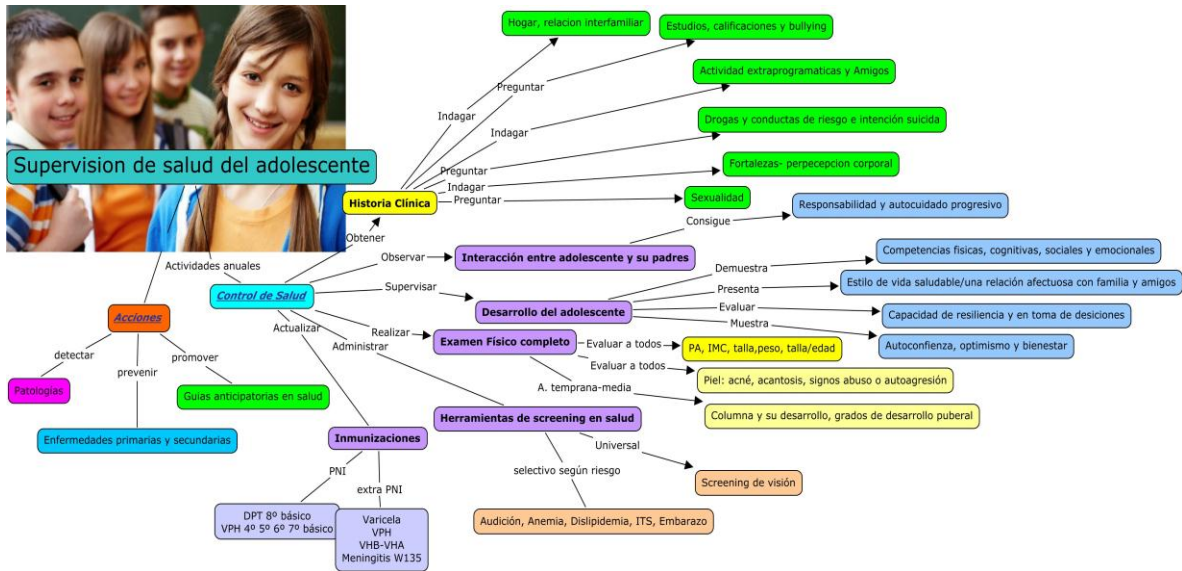 Supervision de salud del adolescente
Hogar, relacion interfamiliar
Estudios, calificaciones y bullying
Actividad extraprogramaticas y Amigos
Drogas y conductas de riesgo e intención suicida
Fortalezas- perpecepcion corporal
Sexualidad
Indagar
Preguntar
Indagar
Preguntar
Indagar
Preguntar
Historia Clínica
Obtener
Actividades anuales
Control de Salud
Observar
Interacción entre adolescente y su padres
Consigue
Responsabilidad y autocuidado progresivo
Supervisar
Desarrollo del adolescente
Demuestra
Competencias fisicas, cognitivas, sociales y emocionales
Presenta
Estilo de vida saludable/una relación afectuosa con familia y amigos
Evaluar
Capacidad de resiliencia y en toma de desiciones
Muestra
Autoconfienza, optimismo y bienestar
Realizar
Examen Físico completo
Evaluar a todos
PA, IMC, talla,peso, talla/edad
Evaluar a todos
Piel: acné, acantosis, signos abuso o autoagresión
A. temprana-media
Columna y su desarrollo, grados de desarrollo puberal
Administrar
Herramientas de screening en salud
Universal
Screening de visión
selectivo según riesgo
Audición, Anemia, Dislipidemia, ITS, Embarazo
Actualizar
Inmunizaciones
PNI
DPT 8º básico
VPH 4º 5º 6º 7º básico
extra PNI
Varicela
VPH
VHB-VHA
Meningitis W135
Acciones
detectar
Patologías
prevenir
Enfermedades primarias y secundarias
promover
Guias anticipatorias en salud